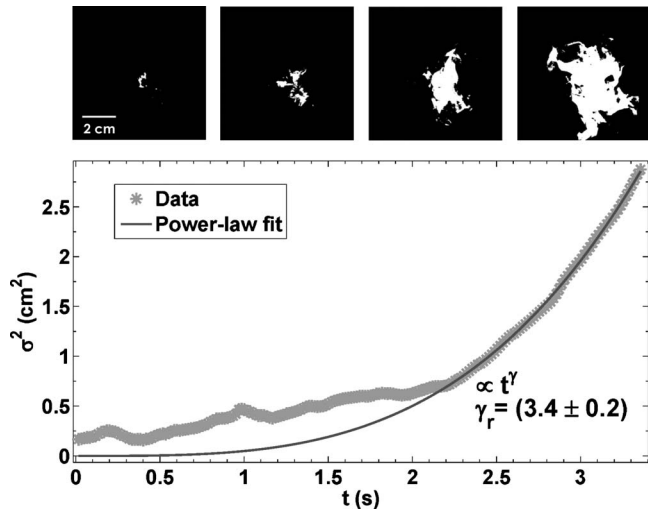 2 cm
Data
Power-law fit
σ² (cm²)
2.5
2
1.5
1
0.5
0
∝ t^γ
γ_r = (3.4 ± 0.2)
0 0.5 1 1.5 2 2.5 3
t (s)